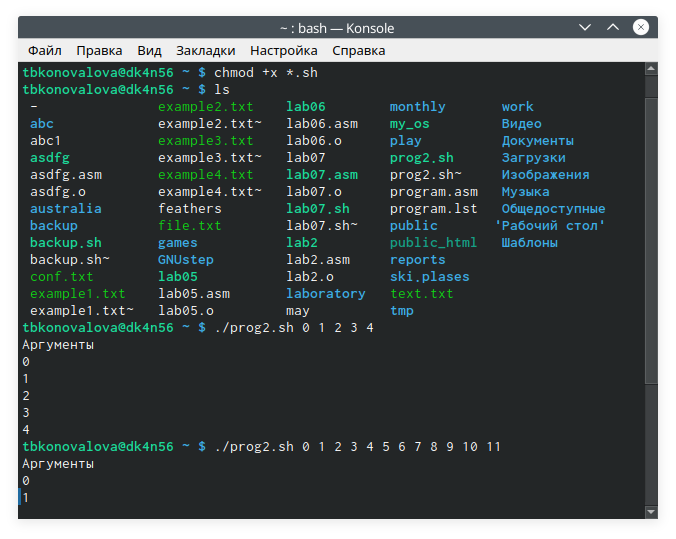 ~ : bash — Konsole
Файл Правка Вид Закладки Настройка Справка
tbkonovalova@dk4n56 ~ $ chmod +x *.sh
tbkonovalova@dk4n56 ~ $ ls
- example2.txt lab06 monthly work
abc example2.txt~ lab06.asm my_os Видео
abc1 example3.txt lab06.o play Документы
asdfg example3.txt~ lab07 prog2.sh Загрузки
asdfg.asm example4.txt lab07.asm prog2.sh~ Изображения
asdfg.o example4.txt~ lab07.o program.asm Музыка
australia feathers lab07.sh program.lst Общедоступные
backup file.txt lab07.sh~ public 'Рабочий стол'
backup.sh games lab2 public_html Шаблоны
backup.sh~ GNUstep lab2.asm reports
conf.txt lab05 lab2.o ski.plases
example1.txt lab05.asm laboratory text.txt
example1.txt~ lab05.o may tmp
tbkonovalova@dk4n56 ~ $ ./prog2.sh 0 1 2 3 4
Аргументы
0
1
2
3
4
tbkonovalova@dk4n56 ~ $ ./prog2.sh 0 1 2 3 4 5 6 7 8 9 10 11
Аргументы
0
1